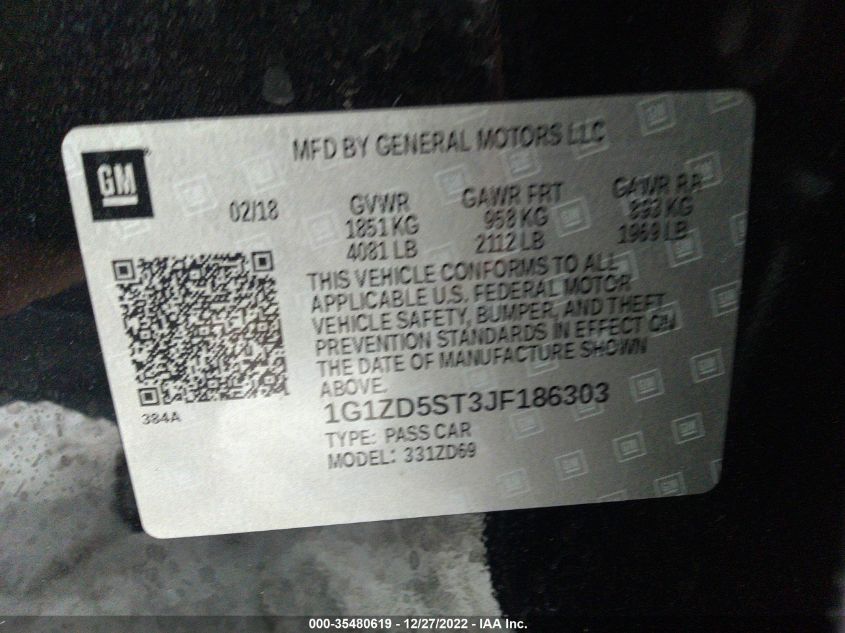 MFD BY GENERAL MOTORS LLC
GM
02/18
GVWR
1851 KG
4081 LB
GAWR FRT
958 KG
2112 LB
GAWR RR
893 KG
1969 LB
THIS VEHICLE CONFORMS TO ALL
APPLICABLE U.S. FEDERAL MOTOR
VEHICLE SAFETY, BUMPER, AND THEFT
PREVENTION STANDARDS IN EFFECT ON
THE DATE OF MANUFACTURE SHOWN
ABOVE.
384A
1G1ZD5ST3JF186303
TYPE: PASS CAR
MODEL: 331ZD69
000-35480619 - 12/27/2022 - IAA Inc.